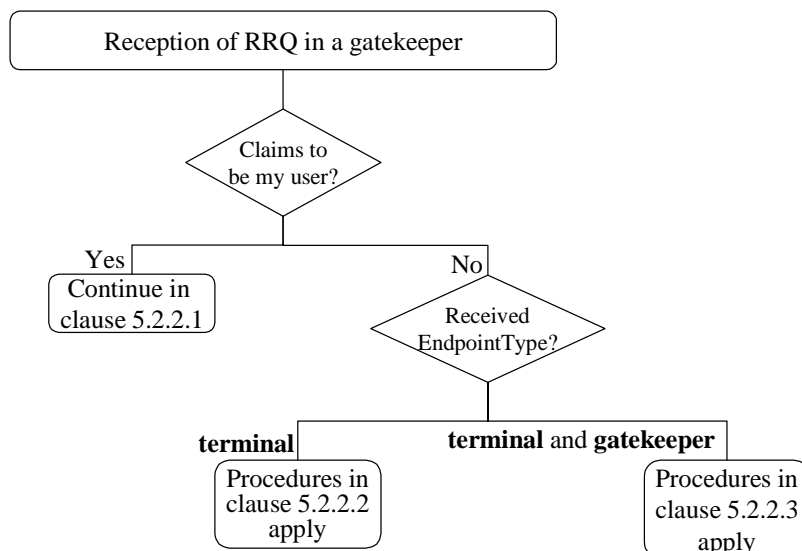 Reception of RRQ in a gatekeeper
Claims to
be my user?
Yes
No
Continue in
clause 5.2.2.1
Received
EndpointType?
terminal
terminal and gatekeeper
Procedures in
clause 5.2.2.2
apply
Procedures in
clause 5.2.2.3
apply